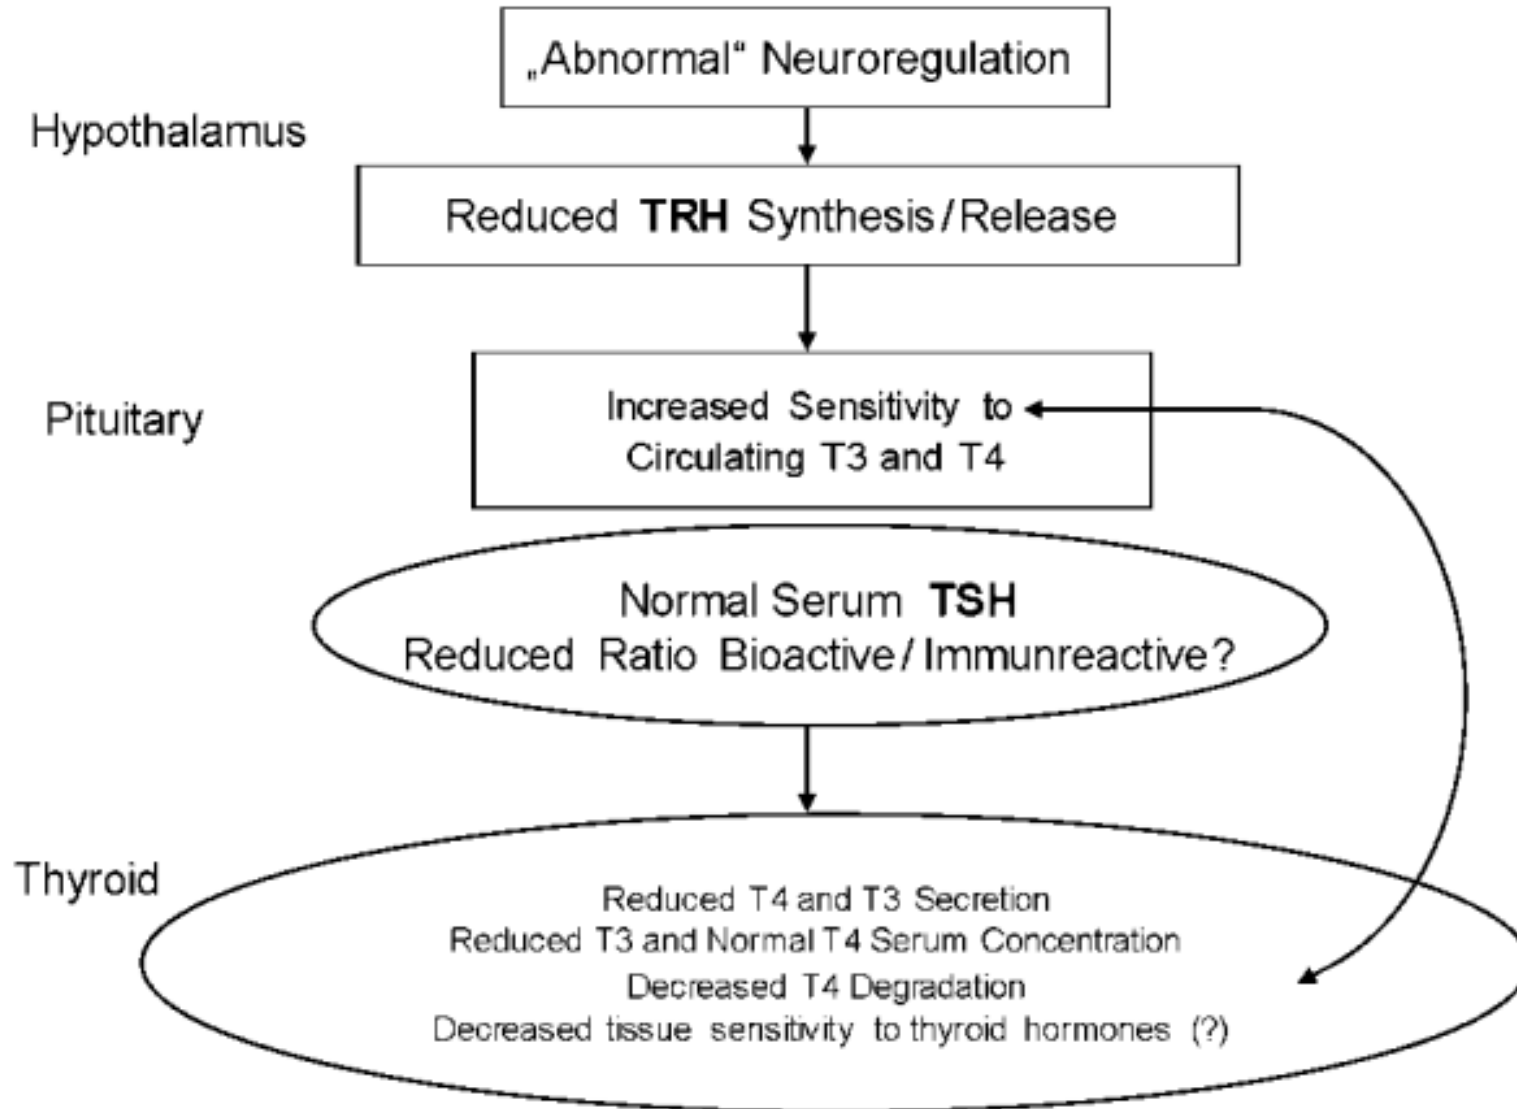 „Abnormal“ Neuroregulation
Hypothalamus
Reduced TRH Synthesis/Release
Pituitary
Increased Sensitivity to
Circulating T3 and T4
Normal Serum TSH
Reduced Ratio Bioactive/Immunreactive?
Thyroid
Reduced T4 and T3 Secretion
Reduced T3 and Normal T4 Serum Concentration
Decreased T4 Degradation
Decreased tissue sensitivity to thyroid hormones (?)